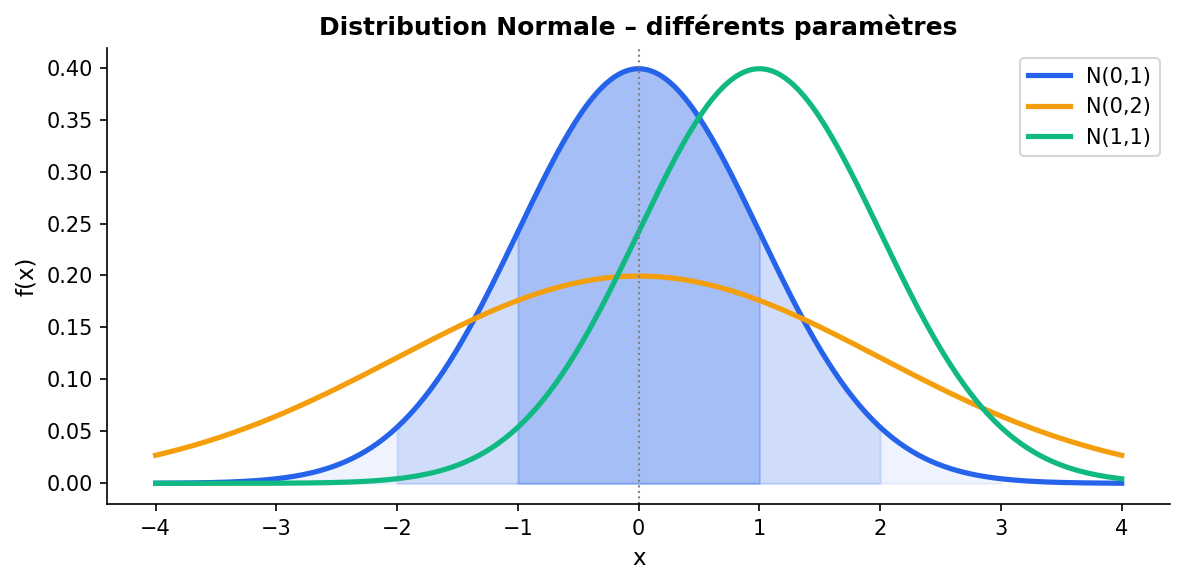 Distribution Normale – différents paramètres
N(0,1)
N(0,2)
N(1,1)
0.40
0.35
0.30
0.25
0.20
0.15
0.10
0.05
0.00
f(x)
−4 −3 −2 −1 0 1 2 3 4
x